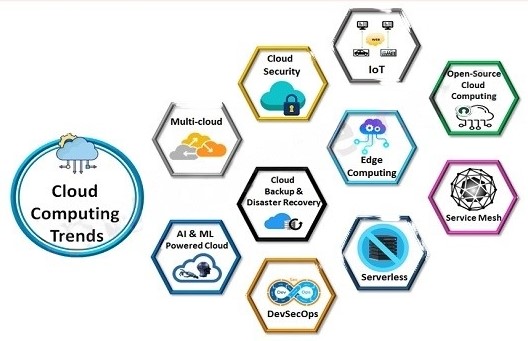 Cloud
Computing
Trends
Multi-cloud
AI & ML
Powered Cloud
Cloud
Security
Cloud
Backup &
Disaster Recovery
DevSecOps
Dev
Ops
IoT
Edge
Computing
Serverless
Open-Source
Cloud
Computing
Service Mesh